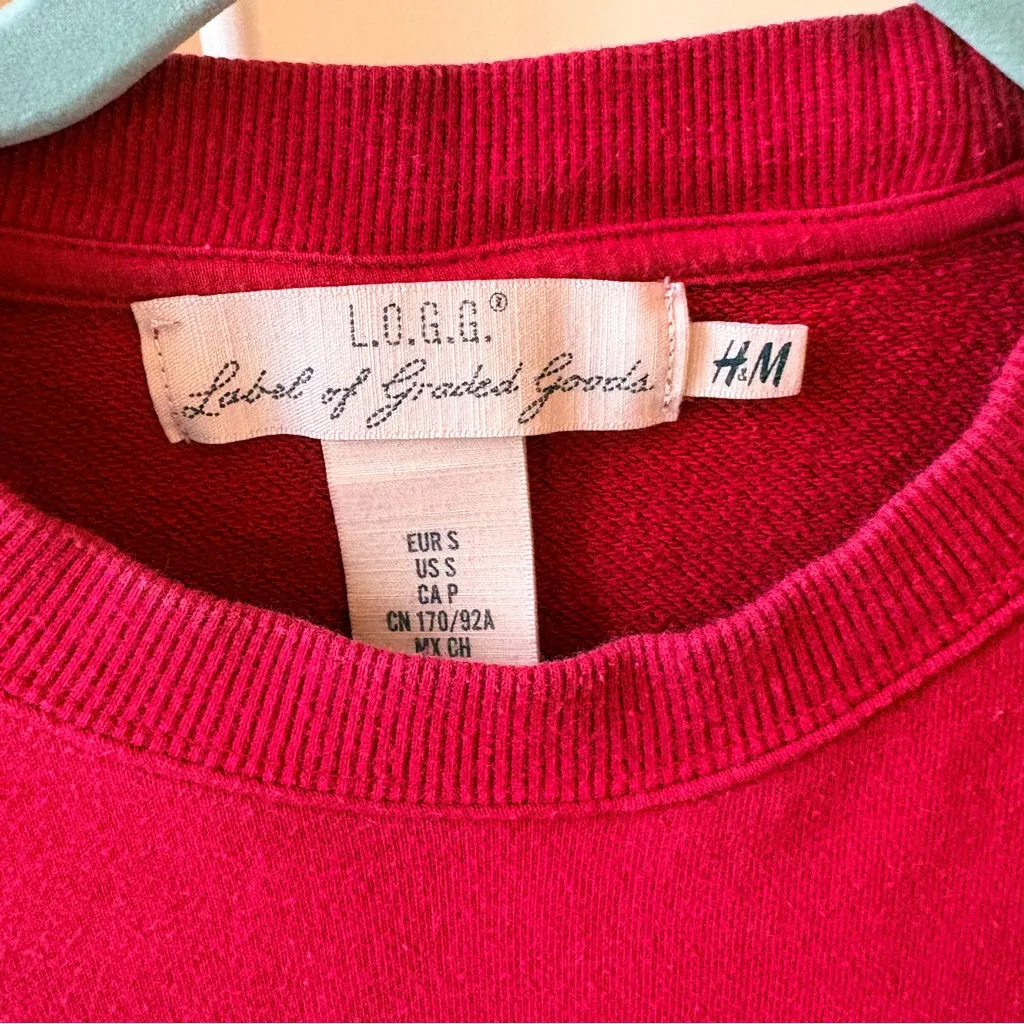 L.O.G.G.®
Label of Graded Goods
H&M
EUR S
US S
CA P
CN 170/92A
MX CH